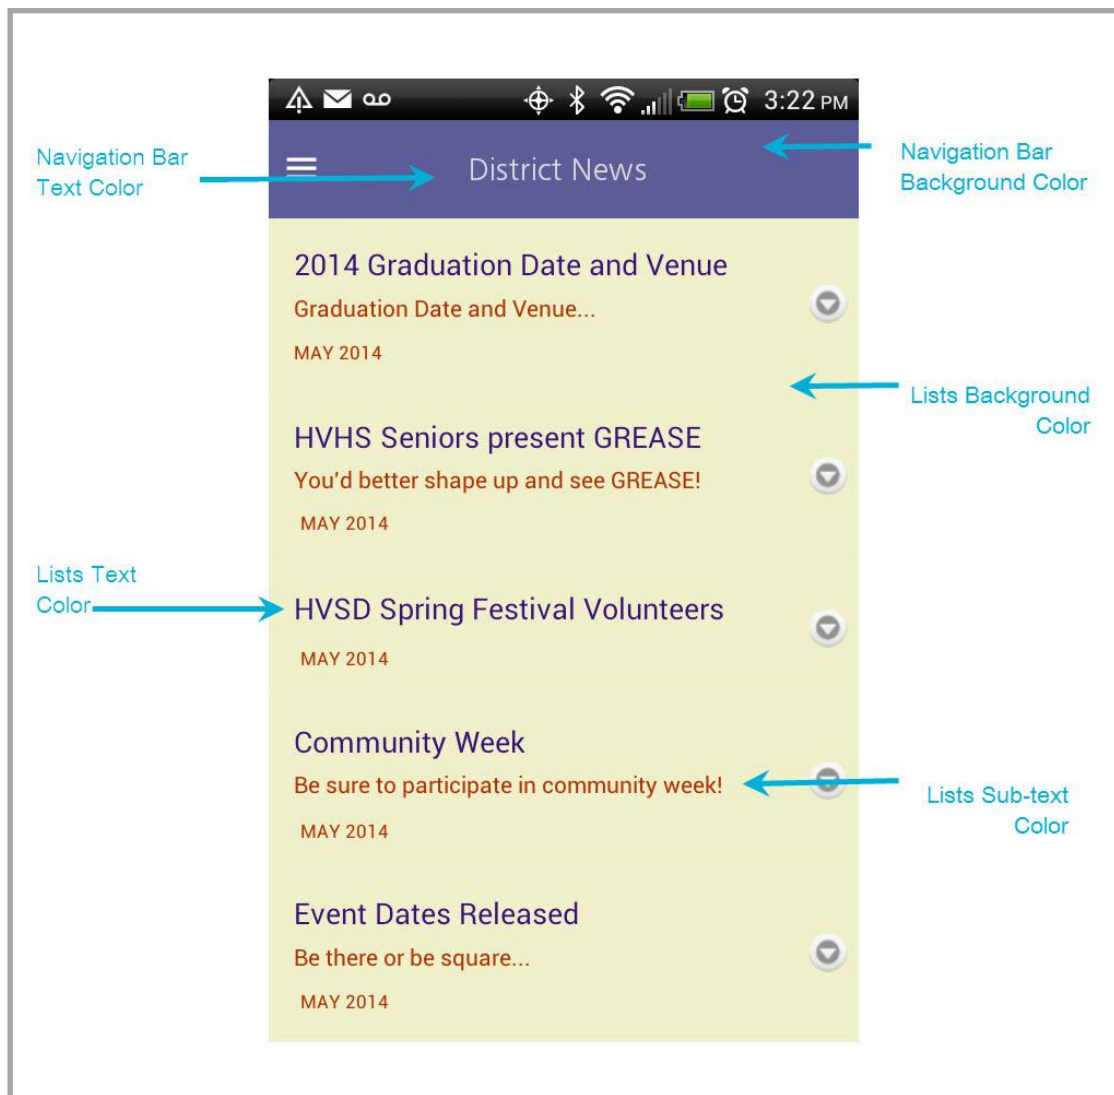 3:22 PM
Navigation Bar
Text Color
District News
Navigation Bar
Background Color
2014 Graduation Date and Venue
Graduation Date and Venue...
MAY 2014
Lists Background
Color
HVHS Seniors present GREASE
You'd better shape up and see GREASE!
MAY 2014
Lists Text
Color
HVSD Spring Festival Volunteers
MAY 2014
Community Week
Be sure to participate in community week!
Lists Sub-text
Color
MAY 2014
Event Dates Released
Be there or be square...
MAY 2014